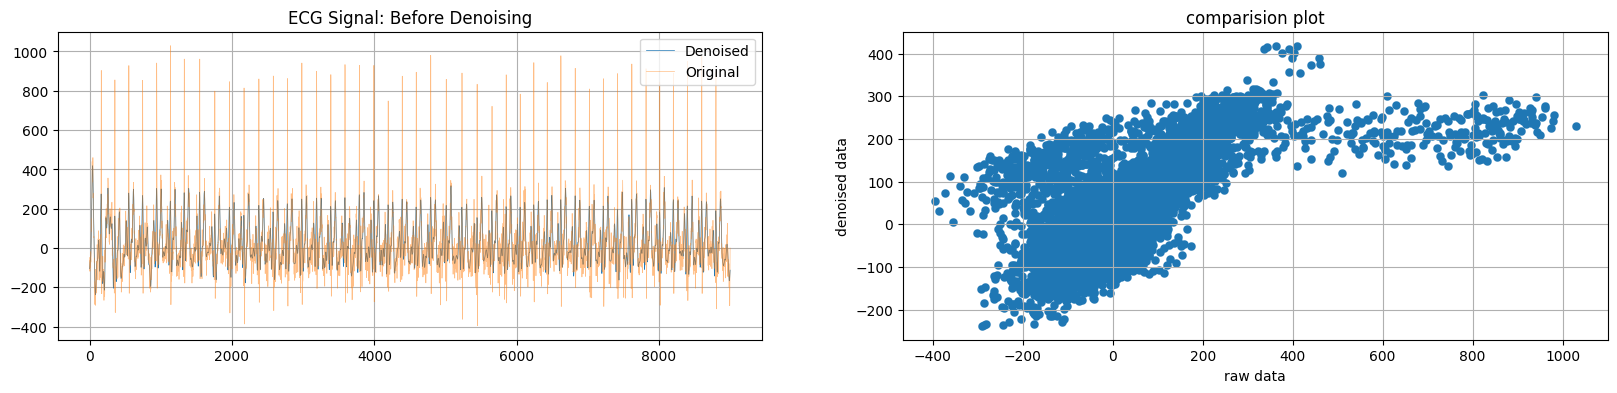 ECG Signal: Before Denoising
Denoised
Original
1000
800
600
400
200
0
−200
−400
0 2000 4000 6000 8000
comparision plot
denoised data
400
300
200
100
0
−100
−200
−400 −200 0 200 400 600 800 1000
raw data